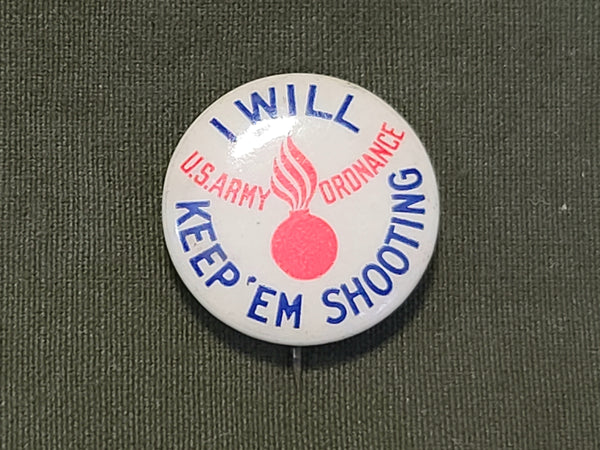 I WILL
U.S. ARMY ORDNANCE
KEEP 'EM SHOOTING